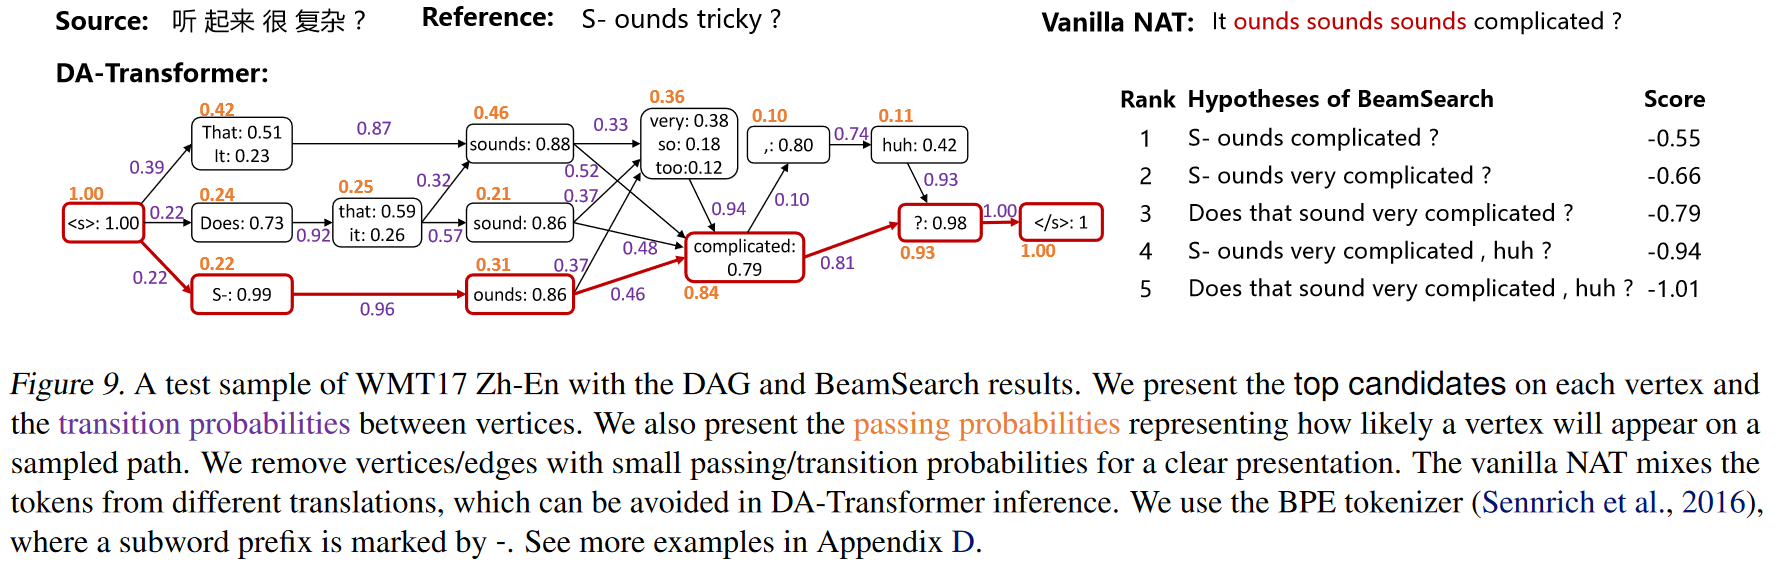 Source: 听 起来 很 复杂 ? Reference: S- ounds tricky ? Vanilla NAT: It ounds sounds sounds complicated ?
DA-Transformer:
1.00
<s>: 1.00
0.39
0.22
0.22
0.42
That: 0.51
It: 0.23
0.87
0.24
Does: 0.73
0.92
0.25
that: 0.59
it: 0.26
0.32
0.57
0.22
S-: 0.99
0.96
0.46
sounds: 0.88
0.33
0.52
0.21
sound: 0.86
0.37
0.48
0.31
ounds: 0.86
0.37
0.46
0.36
very: 0.38
so: 0.18
too:0.12
0.94
complicated:
0.79
0.84
0.10
0.81
0.10
,: 0.80
0.74
0.11
huh: 0.42
0.93
?: 0.98
0.93
1.00
</s>: 1
1.00
Rank Hypotheses of BeamSearch Score
1 S- ounds complicated ? -0.55
2 S- ounds very complicated ? -0.66
3 Does that sound very complicated ? -0.79
4 S- ounds very complicated , huh ? -0.94
5 Does that sound very complicated , huh ? -1.01
Figure 9. A test sample of WMT17 Zh-En with the DAG and BeamSearch results. We present the top candidates on each vertex and
the transition probabilities between vertices. We also present the passing probabilities representing how likely a vertex will appear on a
sampled path. We remove vertices/edges with small passing/transition probabilities for a clear presentation. The vanilla NAT mixes the
tokens from different translations, which can be avoided in DA-Transformer inference. We use the BPE tokenizer (Sennrich et al., 2016),
where a subword prefix is marked by -. See more examples in Appendix D.